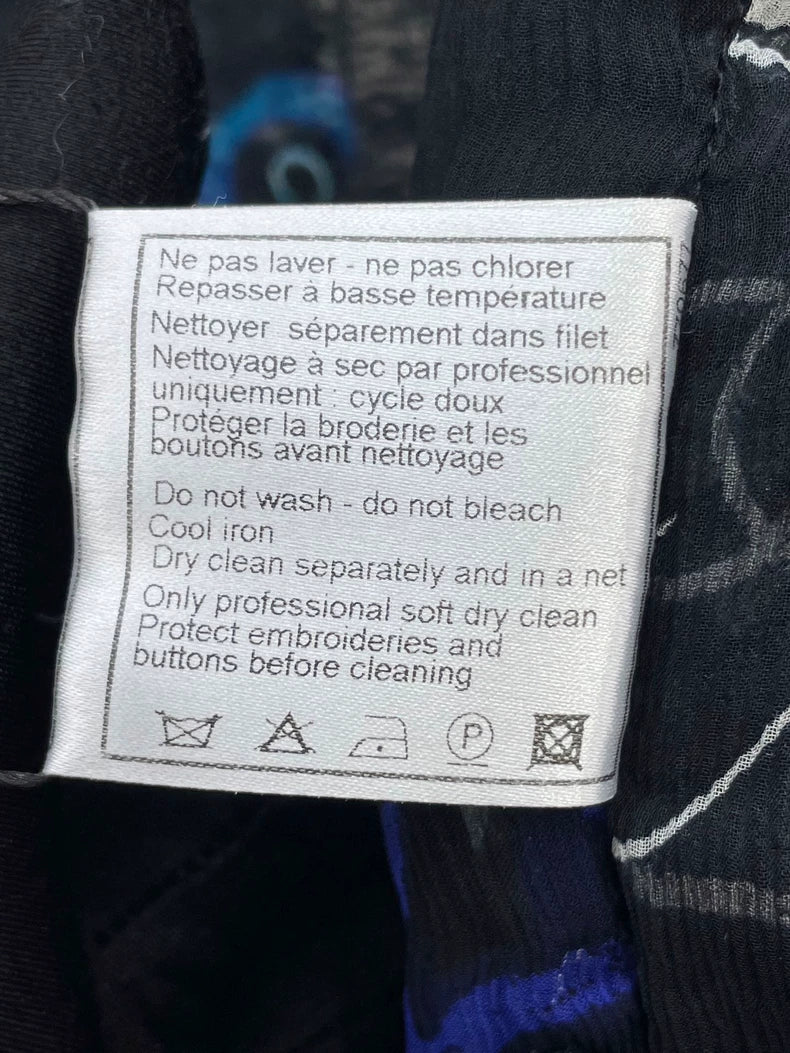 Ne pas laver - ne pas chlorer
Repasser à basse température
Nettoyer séparement dans filet
Nettoyage à sec par professionnel
uniquement : cycle doux
Protéger la broderie et les
boutons avant nettoyage
Do not wash - do not bleach
Cool iron
Dry clean separately and in a net
Only professional soft dry clean
Protect embroideries and
buttons before cleaning
P